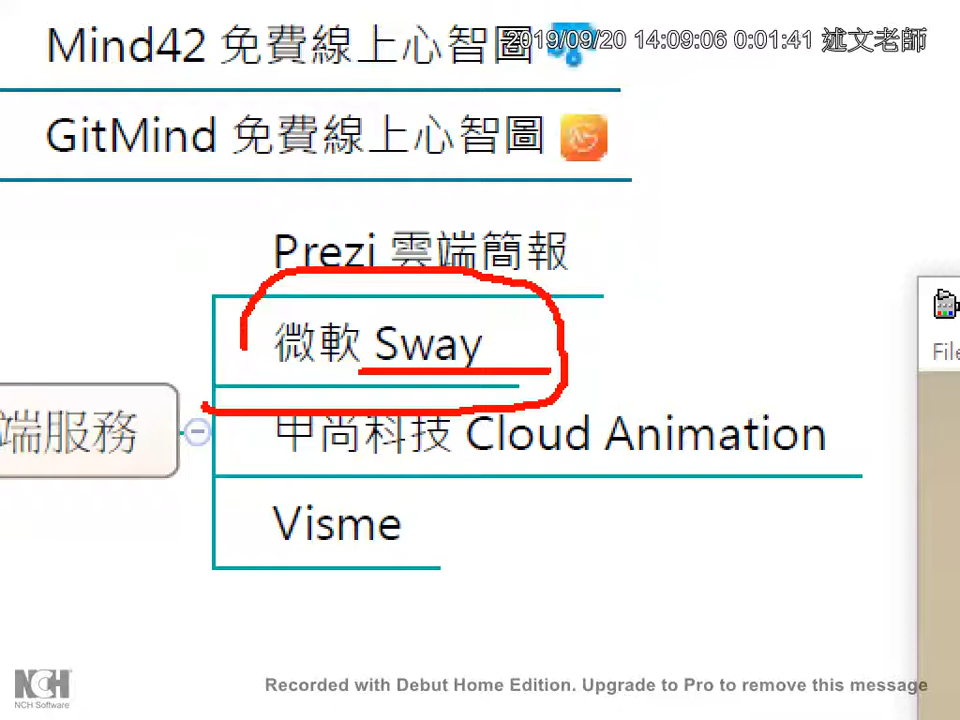 Mind42 免費線上心智圖
2019/09/20 14:09:06 0:01:41 述文老師
GitMind 免費線上心智圖
Prezi 雲端簡報
微軟 Sway
File
端服務
甲尚科技 Cloud Animation
Visme
NCH
NCH Software
Recorded with Debut Home Edition. Upgrade to Pro to remove this message